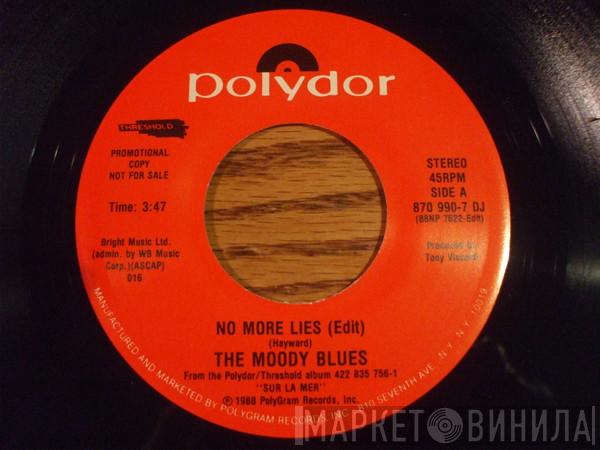 polydor
THRESHOLD
PROMOTIONAL
COPY
NOT FOR SALE
Time: 3:47
Bright Music Ltd.
(admin. by WB Music
Corp.)(ASCAP)
016
STEREO
45RPM
SIDE A
870 990-7 DJ
(88NP 7622-Edit)
Produced by
Tony Visconti
NO MORE LIES (Edit)
(Hayward)
THE MOODY BLUES
From the Polydor/Threshold album 422 835 756-1
"SUR LA MER"
℗ 1988 PolyGram Records, Inc.
MANUFACTURED AND MARKETED BY POLYGRAM RECORDS, INC. 810 SEVENTH AVE. N.Y., N.Y. 10019
МАРКЕТ ВИНИЛА